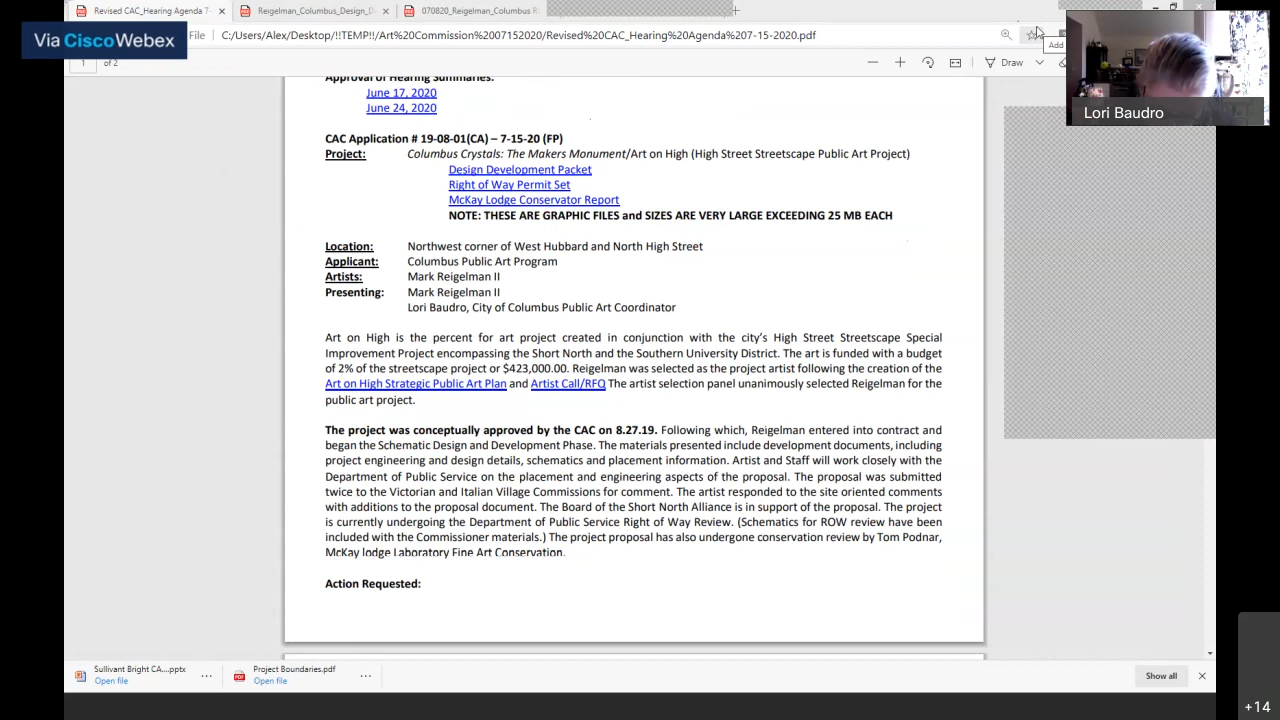 Revised CAC_Hearing Agenda 7-
Reigelman_Columbus_Design_D
070820_Reigelman_Columbus R
Via CiscoWebex
File
C:/Users/Alex/Desktop/!!TEMP!!/Art%20Commission%2007152020/Revised%20CAC_Hearing%20Agenda%207-15-2020.pdf
Add
1 of 2
Draw
Lori Baudro
Approval of Hearing Summaries:
June 17, 2020
June 24, 2020
CAC Application # 19-08-01(CA) – 7-15-20 (FP)
Project: Columbus Crystals: The Makers Monument/Art on High (High Street Streetscape Public Art Project)
Design Development Packet
Right of Way Permit Set
McKay Lodge Conservator Report
NOTE: THESE ARE GRAPHIC FILES and SIZES ARE VERY LARGE EXCEEDING 25 MB EACH
Location: Northwest corner of West Hubbard and North High Street
Applicant: Columbus Public Art Program
Artists: Mark Reigelman II
Presenting: Mark Reigelman II
Lori Baudro, City of Columbus Public Art Coordinator
Art on High is the percent for art project created in conjunction with the city's High Street Streetscape Special
Improvement Project encompassing the Short North and the Southern University District. The art is funded with a budget
of 2% of the streetscape project or $423,000.00. Reigelman was selected as the project artist following the creation of the
Art on High Strategic Public Art Plan and Artist Call/RFQ The artist selection panel unanimously selected Reigelman for the
public art project.
The project was conceptually approved by the CAC on 8.27.19. Following which, Reigelman entered into contract and
began the Schematic Design and Development Phase. The materials presented include development documents, including
project engineering and design details, schematics and placement information. Artist and Staff will work closely with the
Department of Public Service on the placement and engineering aspects of the proposal. The proposal was submitted
twice to the Victorian and Italian Village Commissions for comment. The artist responded to the site oriented comments
with additions to the proposal document. The Board of the Short North Alliance is in support of the proposal. The project
is currently undergoing the Department of Public Service Right of Way Review. (Schematics for ROW review have been
included with the Commissioner materials.) The project proposal has also undergone conservation review by Tom Podnar,
McKay lodge Laboratory Fine Art Conservation.
Action Requested:
Sullivant Bright CA....pptx
Open file
Project Boundaries.pdf
Open file
Show all
+14